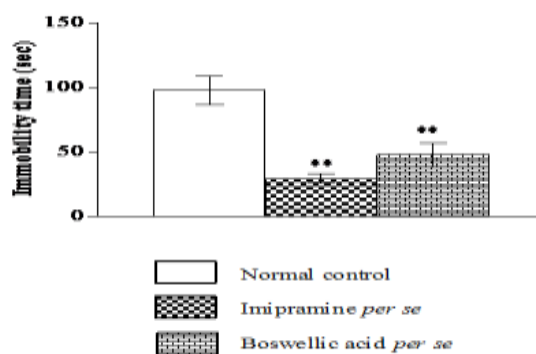 Immobility time (sec)
150
100
50
0
**
**
Normal control
Imipramine per se
Boswellic acid per se